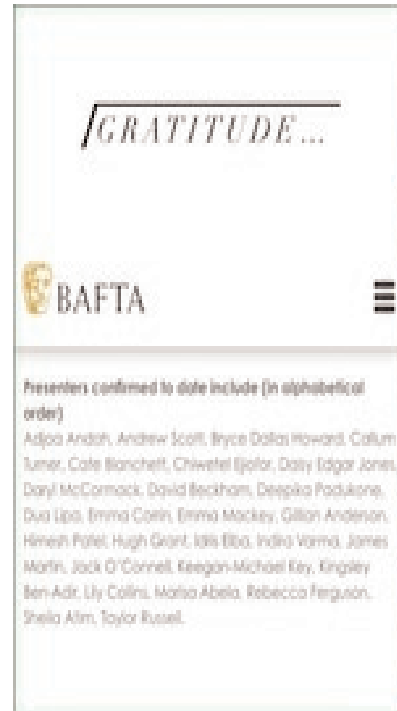 GRATITUDE...
BAFTA
Presenters confirmed to date include (in alphabetical
order)
Adjoa Andoh, Andrew Scott, Bryce Dallas Howard, Callum
Turner, Cate Blanchett, Chiwetel Ejiofor, Daisy Edgar Jones,
Daryl McCormack, David Beckham, Deepika Padukone,
Dua Lipa, Emma Corrin, Emma Mackey, Gillian Anderson,
Himesh Patel, Hugh Grant, Idris Elba, Indira Varma, James
Martin, Jack O'Connell, Keegan-Michael Key, Kingsley
Ben-Adir, Lily Collins, Marisa Abela, Rebecca Ferguson,
Sheila Atim, Taylor Russell.